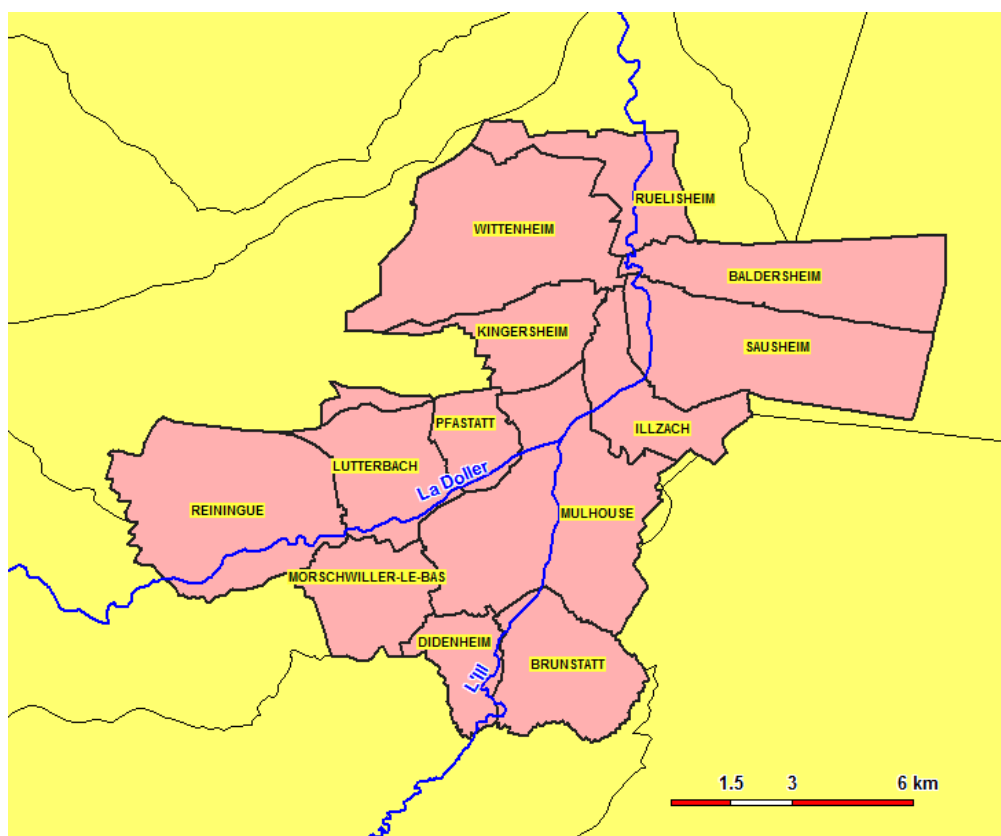 RUELISHEIM
WITTENHEIM
BALDERSHEIM
KINGERSHEIM
SAUSHEIM
PFASTATT
ILLZACH
LUTTERBACH
La Doller
REININGUE
MULHOUSE
MORSCHWILLER-LE-BAS
DIDENHEIM
BRUNSTATT
L'Ill
1.5 3 6 km